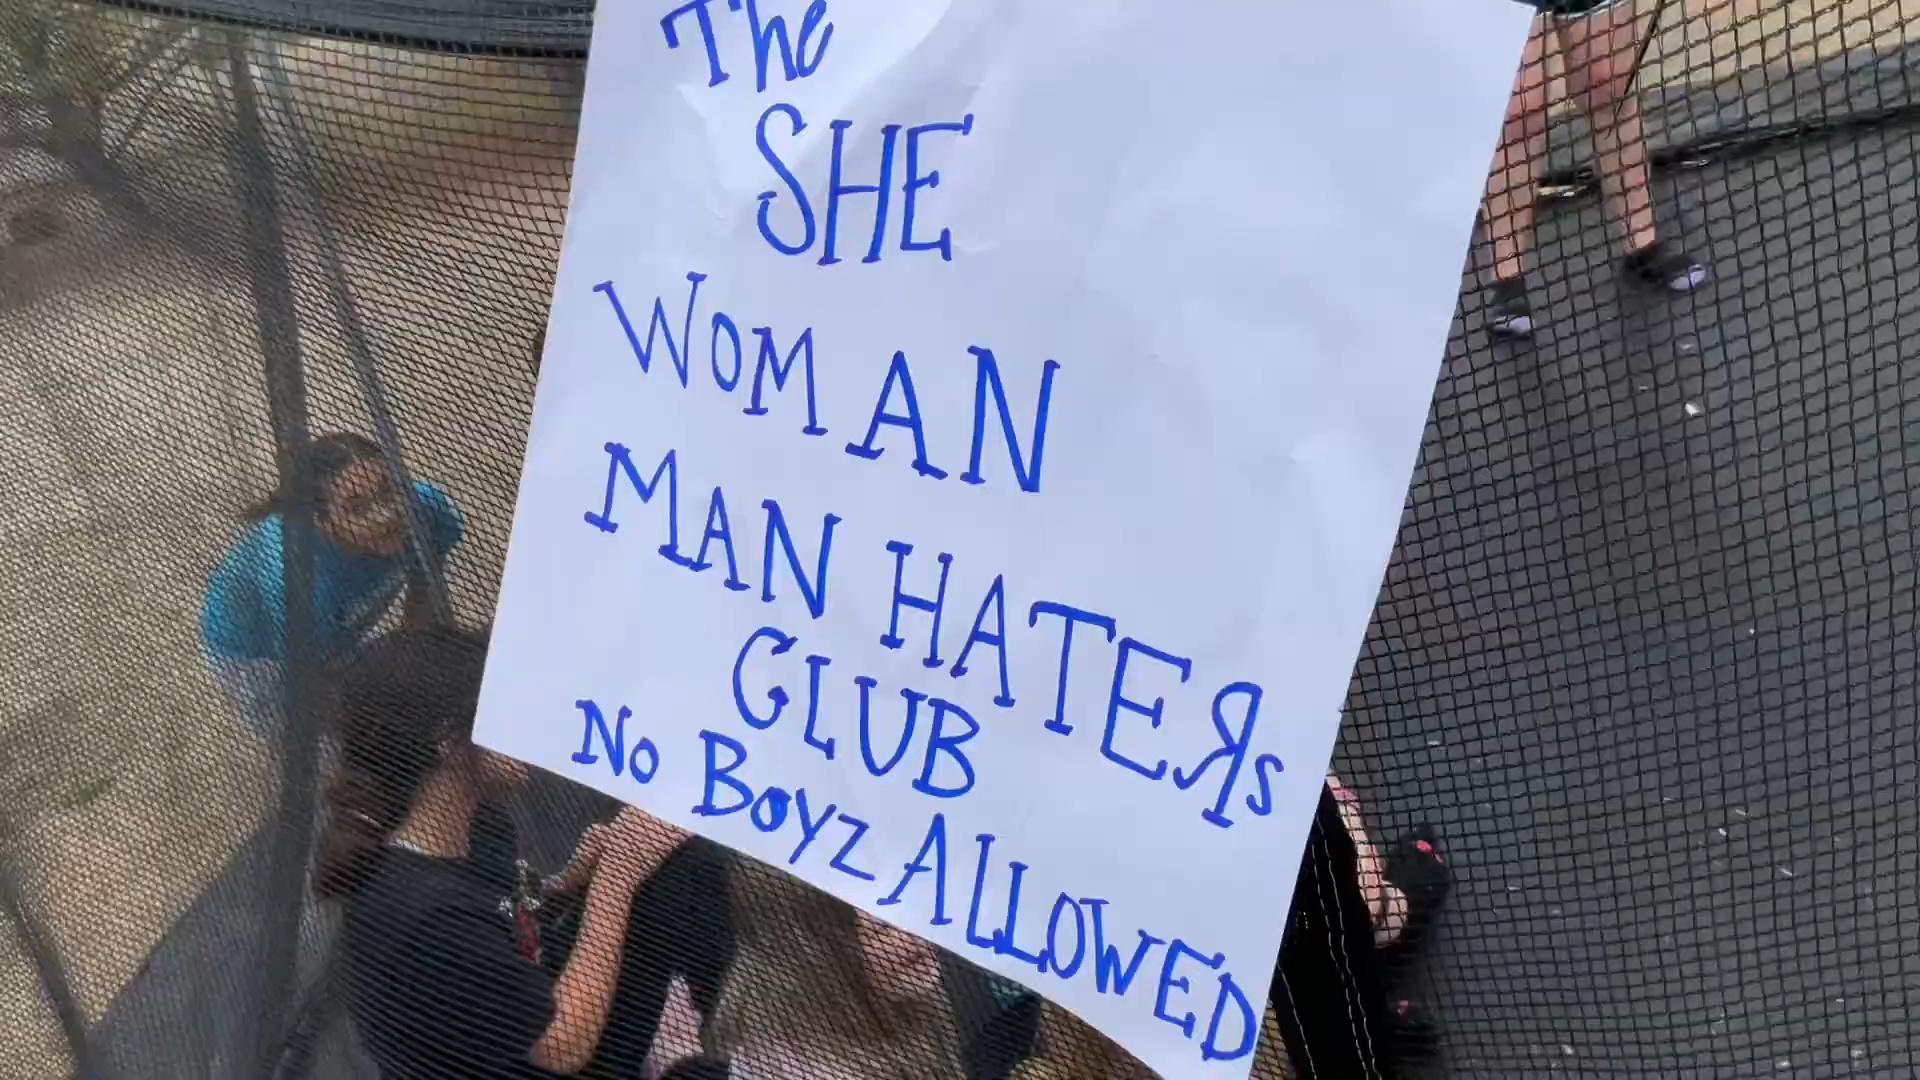 The
SHE
WOMAN
MAN HATERs
CLUB
No BoyZ ALLOWED